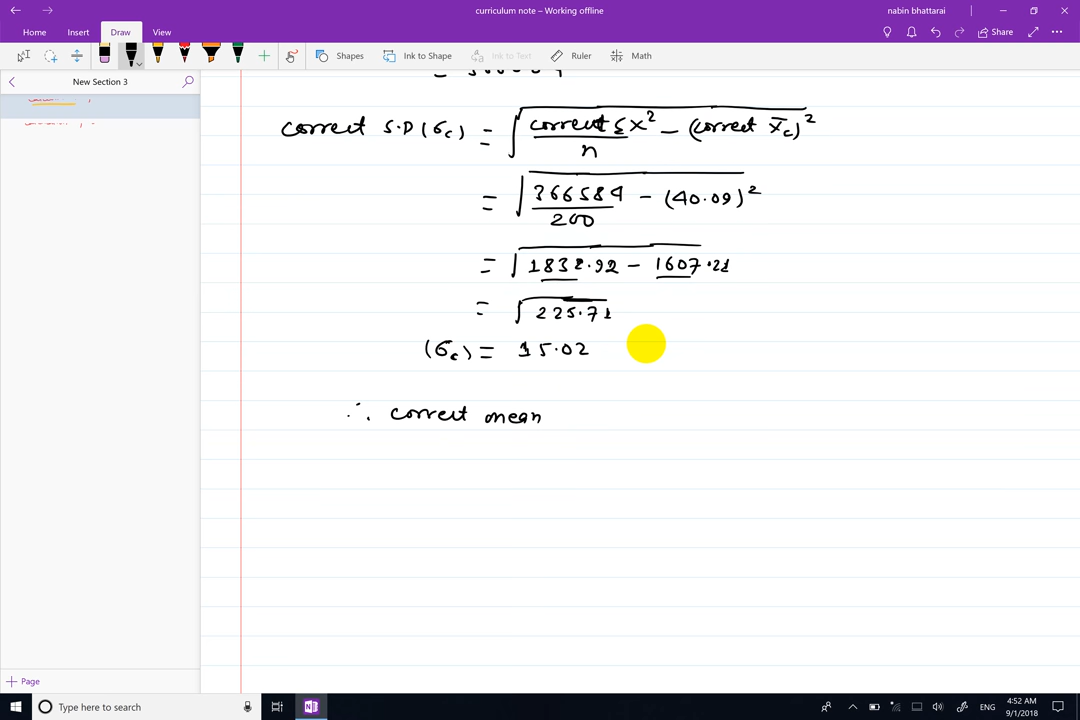 curriculum note – Working offline
nabin bhattarai
Home Insert Draw View
Share
Shapes Ink to Shape Ink to Text Ruler Math
New Section 3
correct S.D (σc) = √ correct Σx² / n − (correct x̄c)²
= √ 366584 / 200 − (40.09)²
= √ 1832.92 − 1607.21
= √ 225.71
(σc) = 15.02
∴ correct mean
+ Page
Type here to search
ENG
4:52 AM
9/1/2018